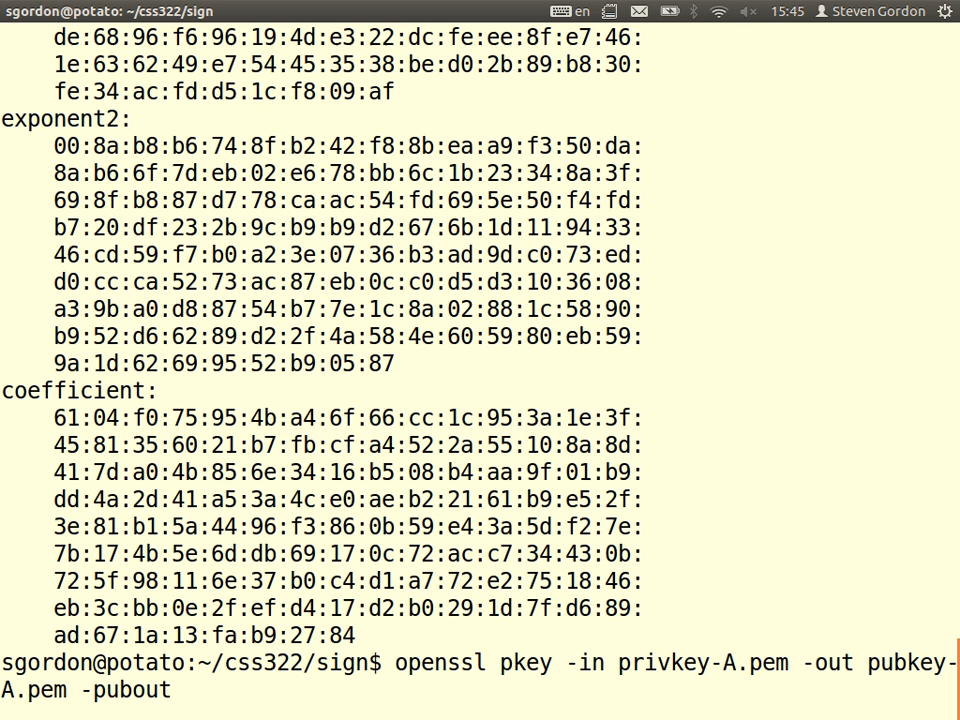 sgordon@potato: ~/css322/sign en 15:45 Steven Gordon
de:68:96:f6:96:19:4d:e3:22:dc:fe:ee:8f:e7:46:
1e:63:62:49:e7:54:45:35:38:be:d0:2b:89:b8:30:
fe:34:ac:fd:d5:1c:f8:09:af
exponent2:
00:8a:b8:b6:74:8f:b2:42:f8:8b:ea:a9:f3:50:da:
8a:b6:6f:7d:eb:02:e6:78:bb:6c:1b:23:34:8a:3f:
69:8f:b8:87:d7:78:ca:ac:54:fd:69:5e:50:f4:fd:
b7:20:df:23:2b:9c:b9:b9:d2:67:6b:1d:11:94:33:
46:cd:59:f7:b0:a2:3e:07:36:b3:ad:9d:c0:73:ed:
d0:cc:ca:52:73:ac:87:eb:0c:c0:d5:d3:10:36:08:
a3:9b:a0:d8:87:54:b7:7e:1c:8a:02:88:1c:58:90:
b9:52:d6:62:89:d2:2f:4a:58:4e:60:59:80:eb:59:
9a:1d:62:69:95:52:b9:05:87
coefficient:
61:04:f0:75:95:4b:a4:6f:66:cc:1c:95:3a:1e:3f:
45:81:35:60:21:b7:fb:cf:a4:52:2a:55:10:8a:8d:
41:7d:a0:4b:85:6e:34:16:b5:08:b4:aa:9f:01:b9:
dd:4a:2d:41:a5:3a:4c:e0:ae:b2:21:61:b9:e5:2f:
3e:81:b1:5a:44:96:f3:86:0b:59:e4:3a:5d:f2:7e:
7b:17:4b:5e:6d:db:69:17:0c:72:ac:c7:34:43:0b:
72:5f:98:11:6e:37:b0:c4:d1:a7:72:e2:75:18:46:
eb:3c:bb:0e:2f:ef:d4:17:d2:b0:29:1d:7f:d6:89:
ad:67:1a:13:fa:b9:27:84
sgordon@potato:~/css322/sign$ openssl pkey -in privkey-A.pem -out pubkey-
A.pem -pubout